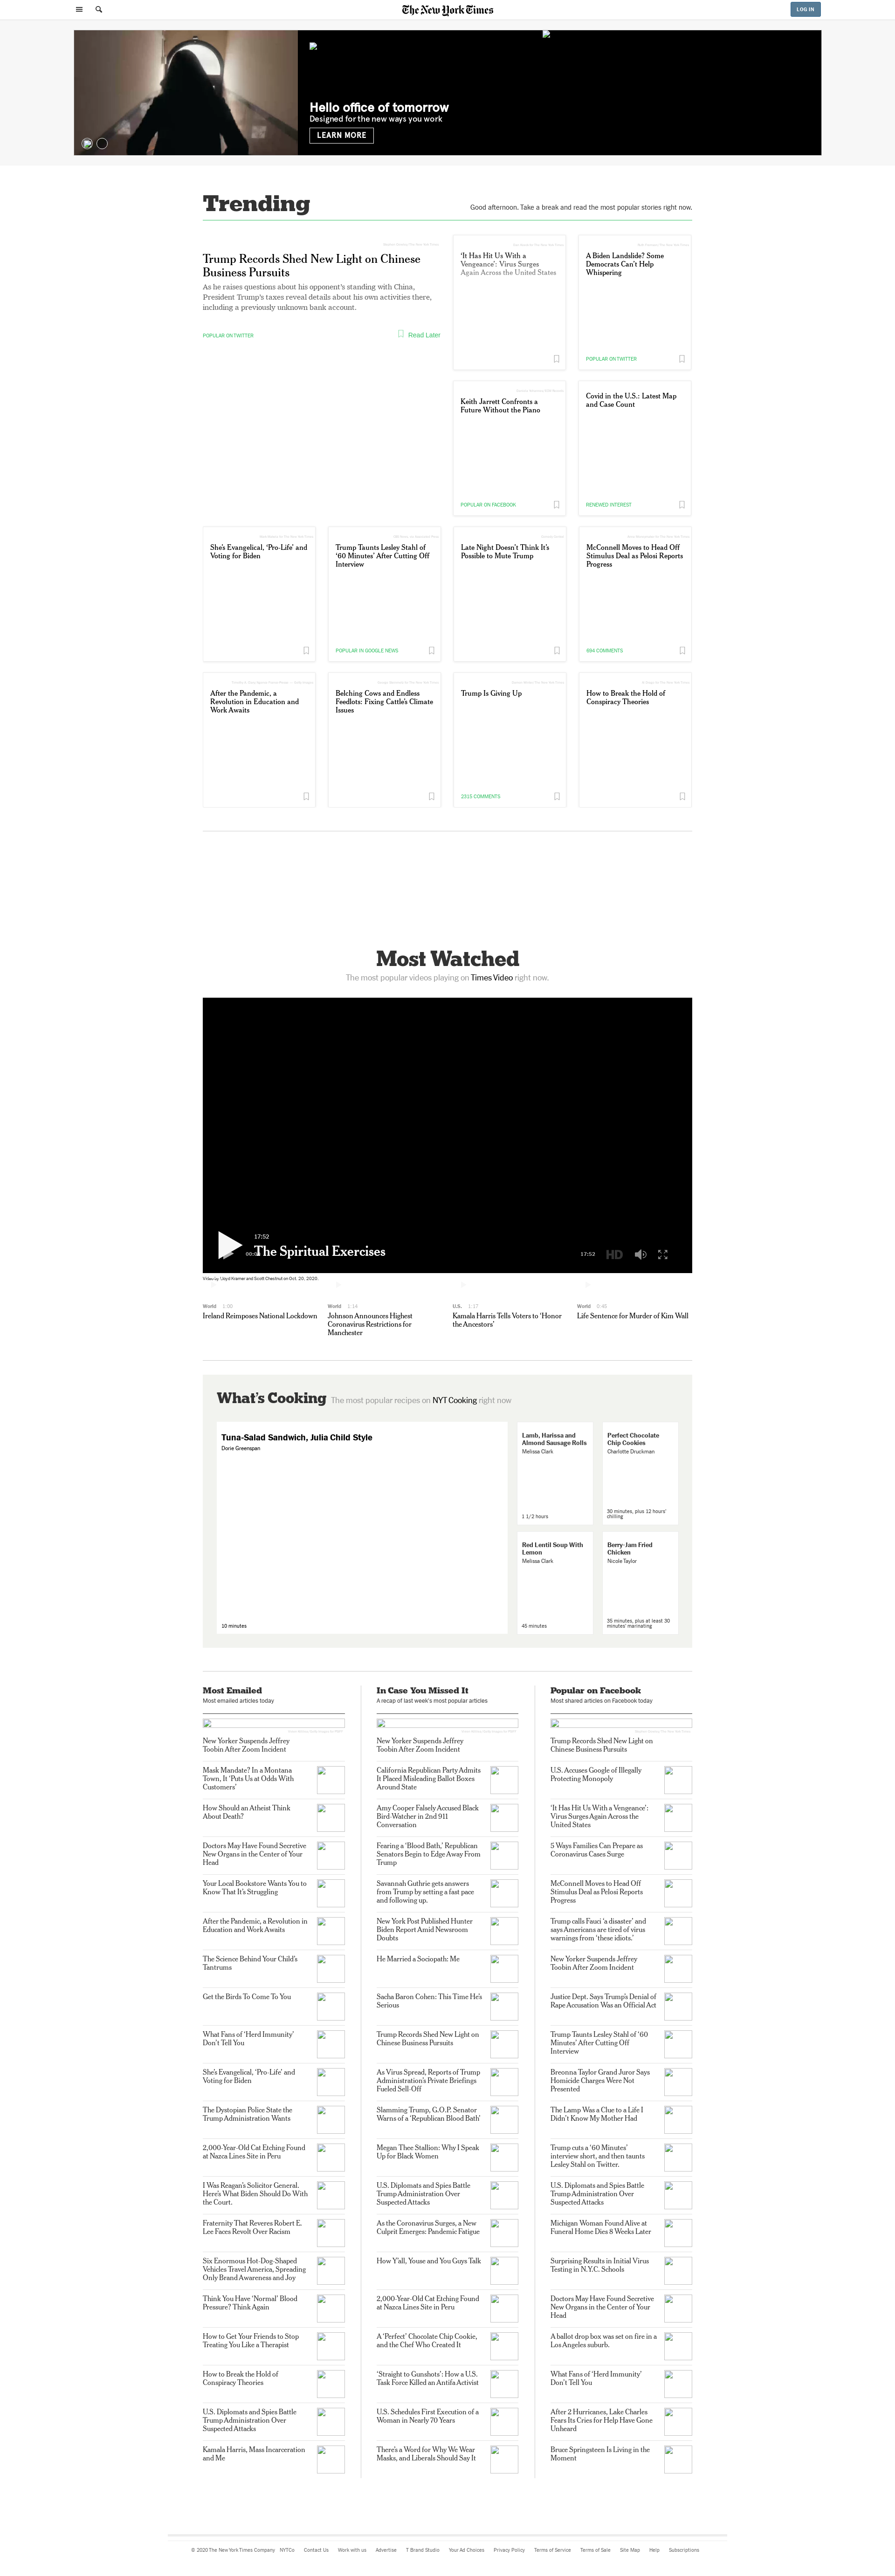 The New York Times
LOG IN
Hello office of tomorrow
Designed for the new ways you work
LEARN MORE
Trending
Good afternoon. Take a break and read the most popular stories right now.
Trump Records Shed New Light on Chinese
Business Pursuits
As he raises questions about his opponent's standing with China,
President Trump's taxes reveal details about his own activities there,
including a previously unknown bank account.
POPULAR ON TWITTER
Read Later
'It Has Hit Us With a
Vengeance': Virus Surges
Again Across the United States
A Biden Landslide? Some
Democrats Can't Help
Whispering
POPULAR ON TWITTER
Keith Jarrett Confronts a
Future Without the Piano
POPULAR ON FACEBOOK
Covid in the U.S.: Latest Map
and Case Count
RENEWED INTEREST
She's Evangelical, 'Pro-Life' and
Voting for Biden
Trump Taunts Lesley Stahl of
'60 Minutes' After Cutting Off
Interview
POPULAR IN GOOGLE NEWS
Late Night Doesn't Think It's
Possible to Mute Trump
McConnell Moves to Head Off
Stimulus Deal as Pelosi Reports
Progress
694 COMMENTS
After the Pandemic, a
Revolution in Education and
Work Awaits
Belching Cows and Endless
Feedlots: Fixing Cattle's Climate
Issues
Trump Is Giving Up
2315 COMMENTS
How to Break the Hold of
Conspiracy Theories
Most Watched
The most popular videos playing on Times Video right now.
17:52
00:00
The Spiritual Exercises
17:52
HD
Video by Lloyd Kramer and Scott Chestnut on Oct. 20, 2020.
World 1:00
Ireland Reimposes National Lockdown
World 1:14
Johnson Announces Highest
Coronavirus Restrictions for
Manchester
U.S. 1:17
Kamala Harris Tells Voters to 'Honor
the Ancestors'
World 0:40
Life Sentence for Murder of Kim Wall
What's Cooking
The most popular recipes on NYT Cooking right now
Tuna-Salad Sandwich, Julia Child Style
Dorie Greenspan
10 minutes
Lamb, Harissa and
Almond Sausage Rolls
Melissa Clark
1 1/2 hours
Perfect Chocolate
Chip Cookies
Charlotte Druckman
30 minutes, plus 12 hours'
chilling
Red Lentil Soup With
Lemon
Melissa Clark
45 minutes
Berry-Jam Fried
Chicken
Nicole Taylor
35 minutes, plus at least 30
minutes' marinating
Most Emailed
Most emailed articles today
New Yorker Suspends Jeffrey
Toobin After Zoom Incident
Mask Mandate? In a Montana
Town, It 'Puts Us at Odds With
Customers'
How Should an Atheist Think
About Death?
Doctors May Have Found Secretive
New Organs in the Center of Your
Head
Your Local Bookstore Wants You to
Know That It's Struggling
After the Pandemic, a Revolution in
Education and Work Awaits
The Science Behind Your Child's
Tantrums
Get the Birds To Come To You
What Fans of 'Herd Immunity'
Don't Tell You
She's Evangelical, 'Pro-Life' and
Voting for Biden
The Dystopian Police State the
Trump Administration Wants
2,000-Year-Old Cat Etching Found
at Nazca Lines Site in Peru
I Was Reagan's Solicitor General.
Here's What Biden Should Do With
the Court.
Fraternity That Reveres Robert E.
Lee Faces Revolt Over Racism
Six Enormous Hot-Dog-Shaped
Vehicles Travel America, Spreading
Only Brand Awareness and Joy
Think You Have 'Normal' Blood
Pressure? Think Again
How to Get Your Friends to Stop
Treating You Like a Therapist
How to Break the Hold of
Conspiracy Theories
U.S. Diplomats and Spies Battle
Trump Administration Over
Suspected Attacks
Kamala Harris, Mass Incarceration
and Me
In Case You Missed It
A recap of last week's most popular articles
New Yorker Suspends Jeffrey
Toobin After Zoom Incident
California Republican Party Admits
It Placed Misleading Ballot Boxes
Around State
Amy Cooper Falsely Accused Black
Bird-Watcher in 2nd 911
Conversation
Fearing a 'Blood Bath,' Republican
Senators Begin to Edge Away From
Trump
Savannah Guthrie gets answers
from Trump by setting a fast pace
and following up.
New York Post Published Hunter
Biden Report Amid Newsroom
Doubts
He Married a Sociopath: Me
Sacha Baron Cohen: This Time He's
Serious
Trump Records Shed New Light on
Chinese Business Pursuits
As Virus Spread, Reports of Trump
Administration's Private Briefings
Fueled Sell-Off
Slamming Trump, G.O.P. Senator
Warns of a 'Republican Blood Bath'
Megan Thee Stallion: Why I Speak
Up for Black Women
U.S. Diplomats and Spies Battle
Trump Administration Over
Suspected Attacks
As the Coronavirus Surges, a New
Culprit Emerges: Pandemic Fatigue
How Y'all, Youse and You Guys Talk
2,000-Year-Old Cat Etching Found
at Nazca Lines Site in Peru
A 'Perfect' Chocolate Chip Cookie,
and the Chef Who Created It
'Straight to Gunshots': How a U.S.
Task Force Killed an Antifa Activist
U.S. Schedules First Execution of a
Woman in Nearly 70 Years
There's a Word for Why We Wear
Masks, and Liberals Should Say It
Popular on Facebook
Most shared articles on Facebook today
Trump Records Shed New Light on
Chinese Business Pursuits
U.S. Accuses Google of Illegally
Protecting Monopoly
'It Has Hit Us With a Vengeance':
Virus Surges Again Across the
United States
5 Ways Families Can Prepare as
Coronavirus Cases Surge
McConnell Moves to Head Off
Stimulus Deal as Pelosi Reports
Progress
Trump calls Fauci 'a disaster' and
says Americans are tired of virus
warnings from 'these idiots.'
New Yorker Suspends Jeffrey
Toobin After Zoom Incident
Justice Dept. Says Trump's Denial of
Rape Accusation Was an Official Act
Trump Taunts Lesley Stahl of '60
Minutes' After Cutting Off
Interview
Breonna Taylor Grand Juror Says
Homicide Charges Were Not
Presented
The Lamp Was a Clue to a Life I
Didn't Know My Mother Had
Trump cuts a '60 Minutes'
interview short, and then taunts
Lesley Stahl on Twitter.
U.S. Diplomats and Spies Battle
Trump Administration Over
Suspected Attacks
Michigan Woman Found Alive at
Funeral Home Dies 8 Weeks Later
Surprising Results in Initial Virus
Testing in N.Y.C. Schools
Doctors May Have Found Secretive
New Organs in the Center of Your
Head
A ballot drop box was set on fire in a
Los Angeles suburb.
What Fans of 'Herd Immunity'
Don't Tell You
After 2 Hurricanes, Lake Charles
Fears Its Cries for Help Have Gone
Unheard
Bruce Springsteen Is Living in the
Moment
© 2020 The New York Times Company NYTCo Contact Us Work with us Advertise T Brand Studio Your Ad Choices Privacy Policy Terms of Service Terms of Sale Site Map Help Subscriptions